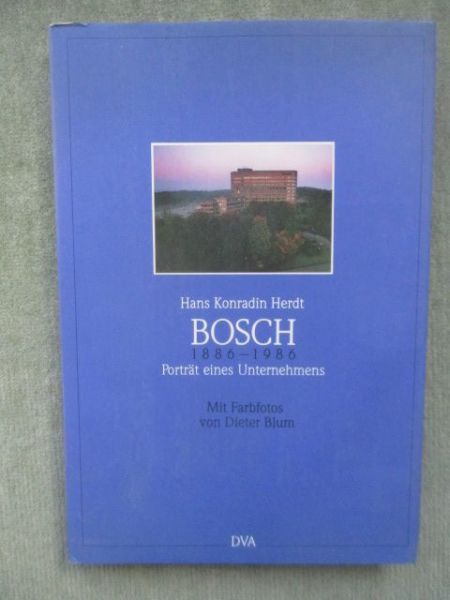 Hans Konradin Herdt
BOSCH
1886–1986
Porträt eines Unternehmens
Mit Farbfotos
von Dieter Blum
DVA